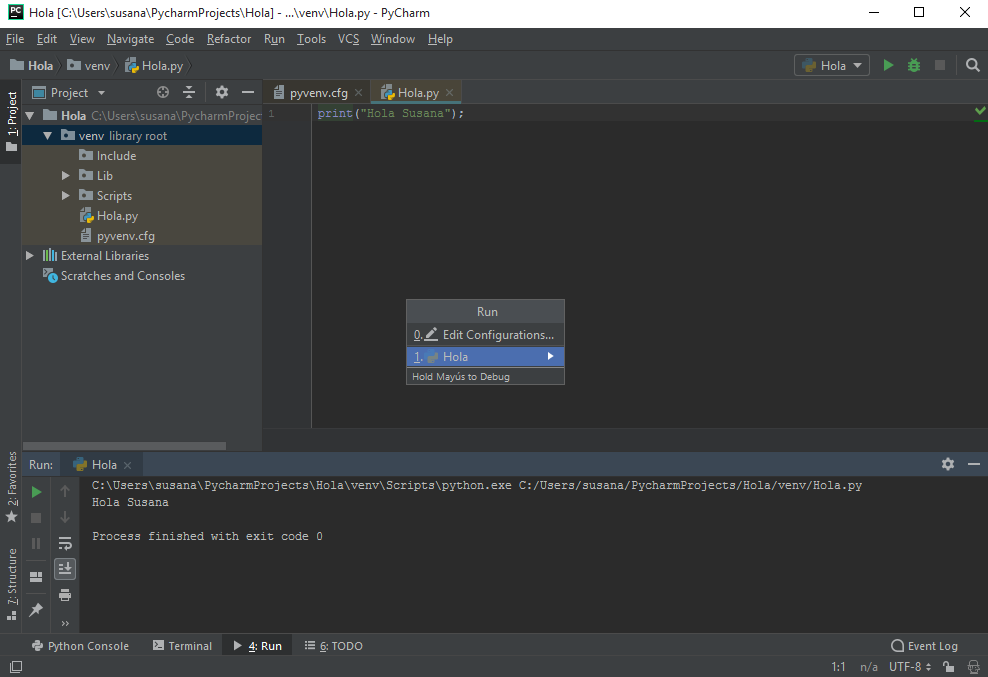 PC Hola [C:\Users\susana\PycharmProjects\Hola] - ...\venv\Hola.py - PyCharm
File Edit View Navigate Code Refactor Run Tools VCS Window Help
Hola venv Hola.py Hola
1: Project
Project
pyvenv.cfg Hola.py
Hola C:\Users\susana\PycharmProjec
venv library root
Include
Lib
Scripts
Hola.py
pyvenv.cfg
External Libraries
Scratches and Consoles
1 print("Hola Susana");
Run
0. Edit Configurations...
1. Hola
Hold Mayús to Debug
2: Favorites
7: Structure
Run: Hola
C:\Users\susana\PycharmProjects\Hola\venv\Scripts\python.exe C:/Users/susana/PycharmProjects/Hola/venv/Hola.py
Hola Susana
Process finished with exit code 0
Python Console Terminal 4: Run 6: TODO Event Log
1:1 n/a UTF-8